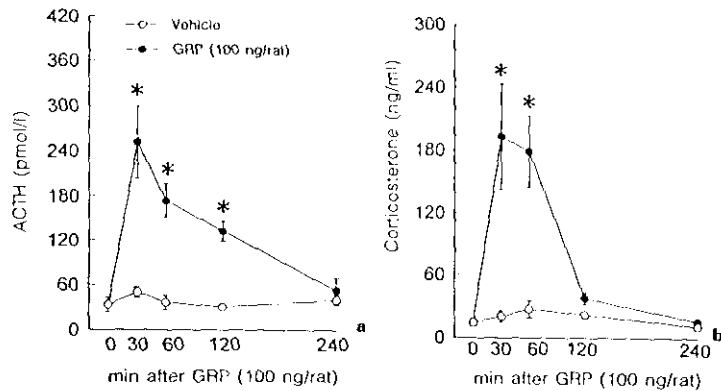 Vehicle
GRP (100 ng/rat)
ACTH (pmol/l)
420
360
300
240
180
120
60
0
*
*
*
0 30 60 120 240
a
min after GRP (100 ng/rat)
Corticosterone (ng/ml)
300
240
180
120
60
0
*
*
0 30 60 120 240
b
min after GRP (100 ng/rat)